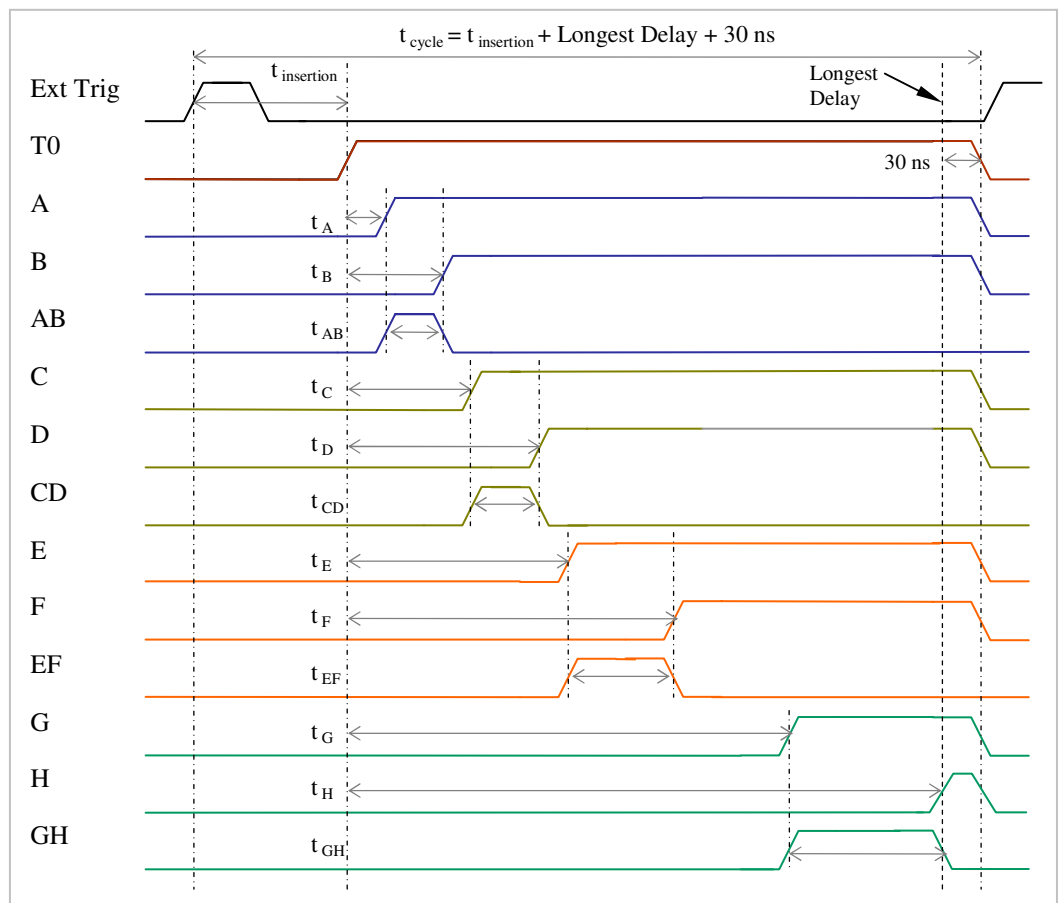 t cycle = t insertion + Longest Delay + 30 ns
t insertion
Ext Trig
Longest
Delay
T0
30 ns
A
t A
B
t B
AB
t AB
C
t C
D
t D
CD
t CD
E
t E
F
t F
EF
t EF
G
t G
H
t H
GH
t GH